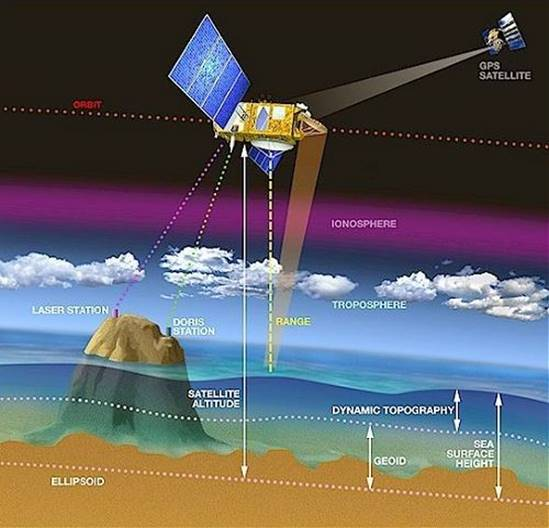 GPS
SATELLITE
ORBIT
IONOSPHERE
TROPOSPHERE
LASER STATION
DORIS
STATION
RANGE
SATELLITE
ALTITUDE
DYNAMIC TOPOGRAPHY
SEA
SURFACE
HEIGHT
GEOID
ELLIPSOID